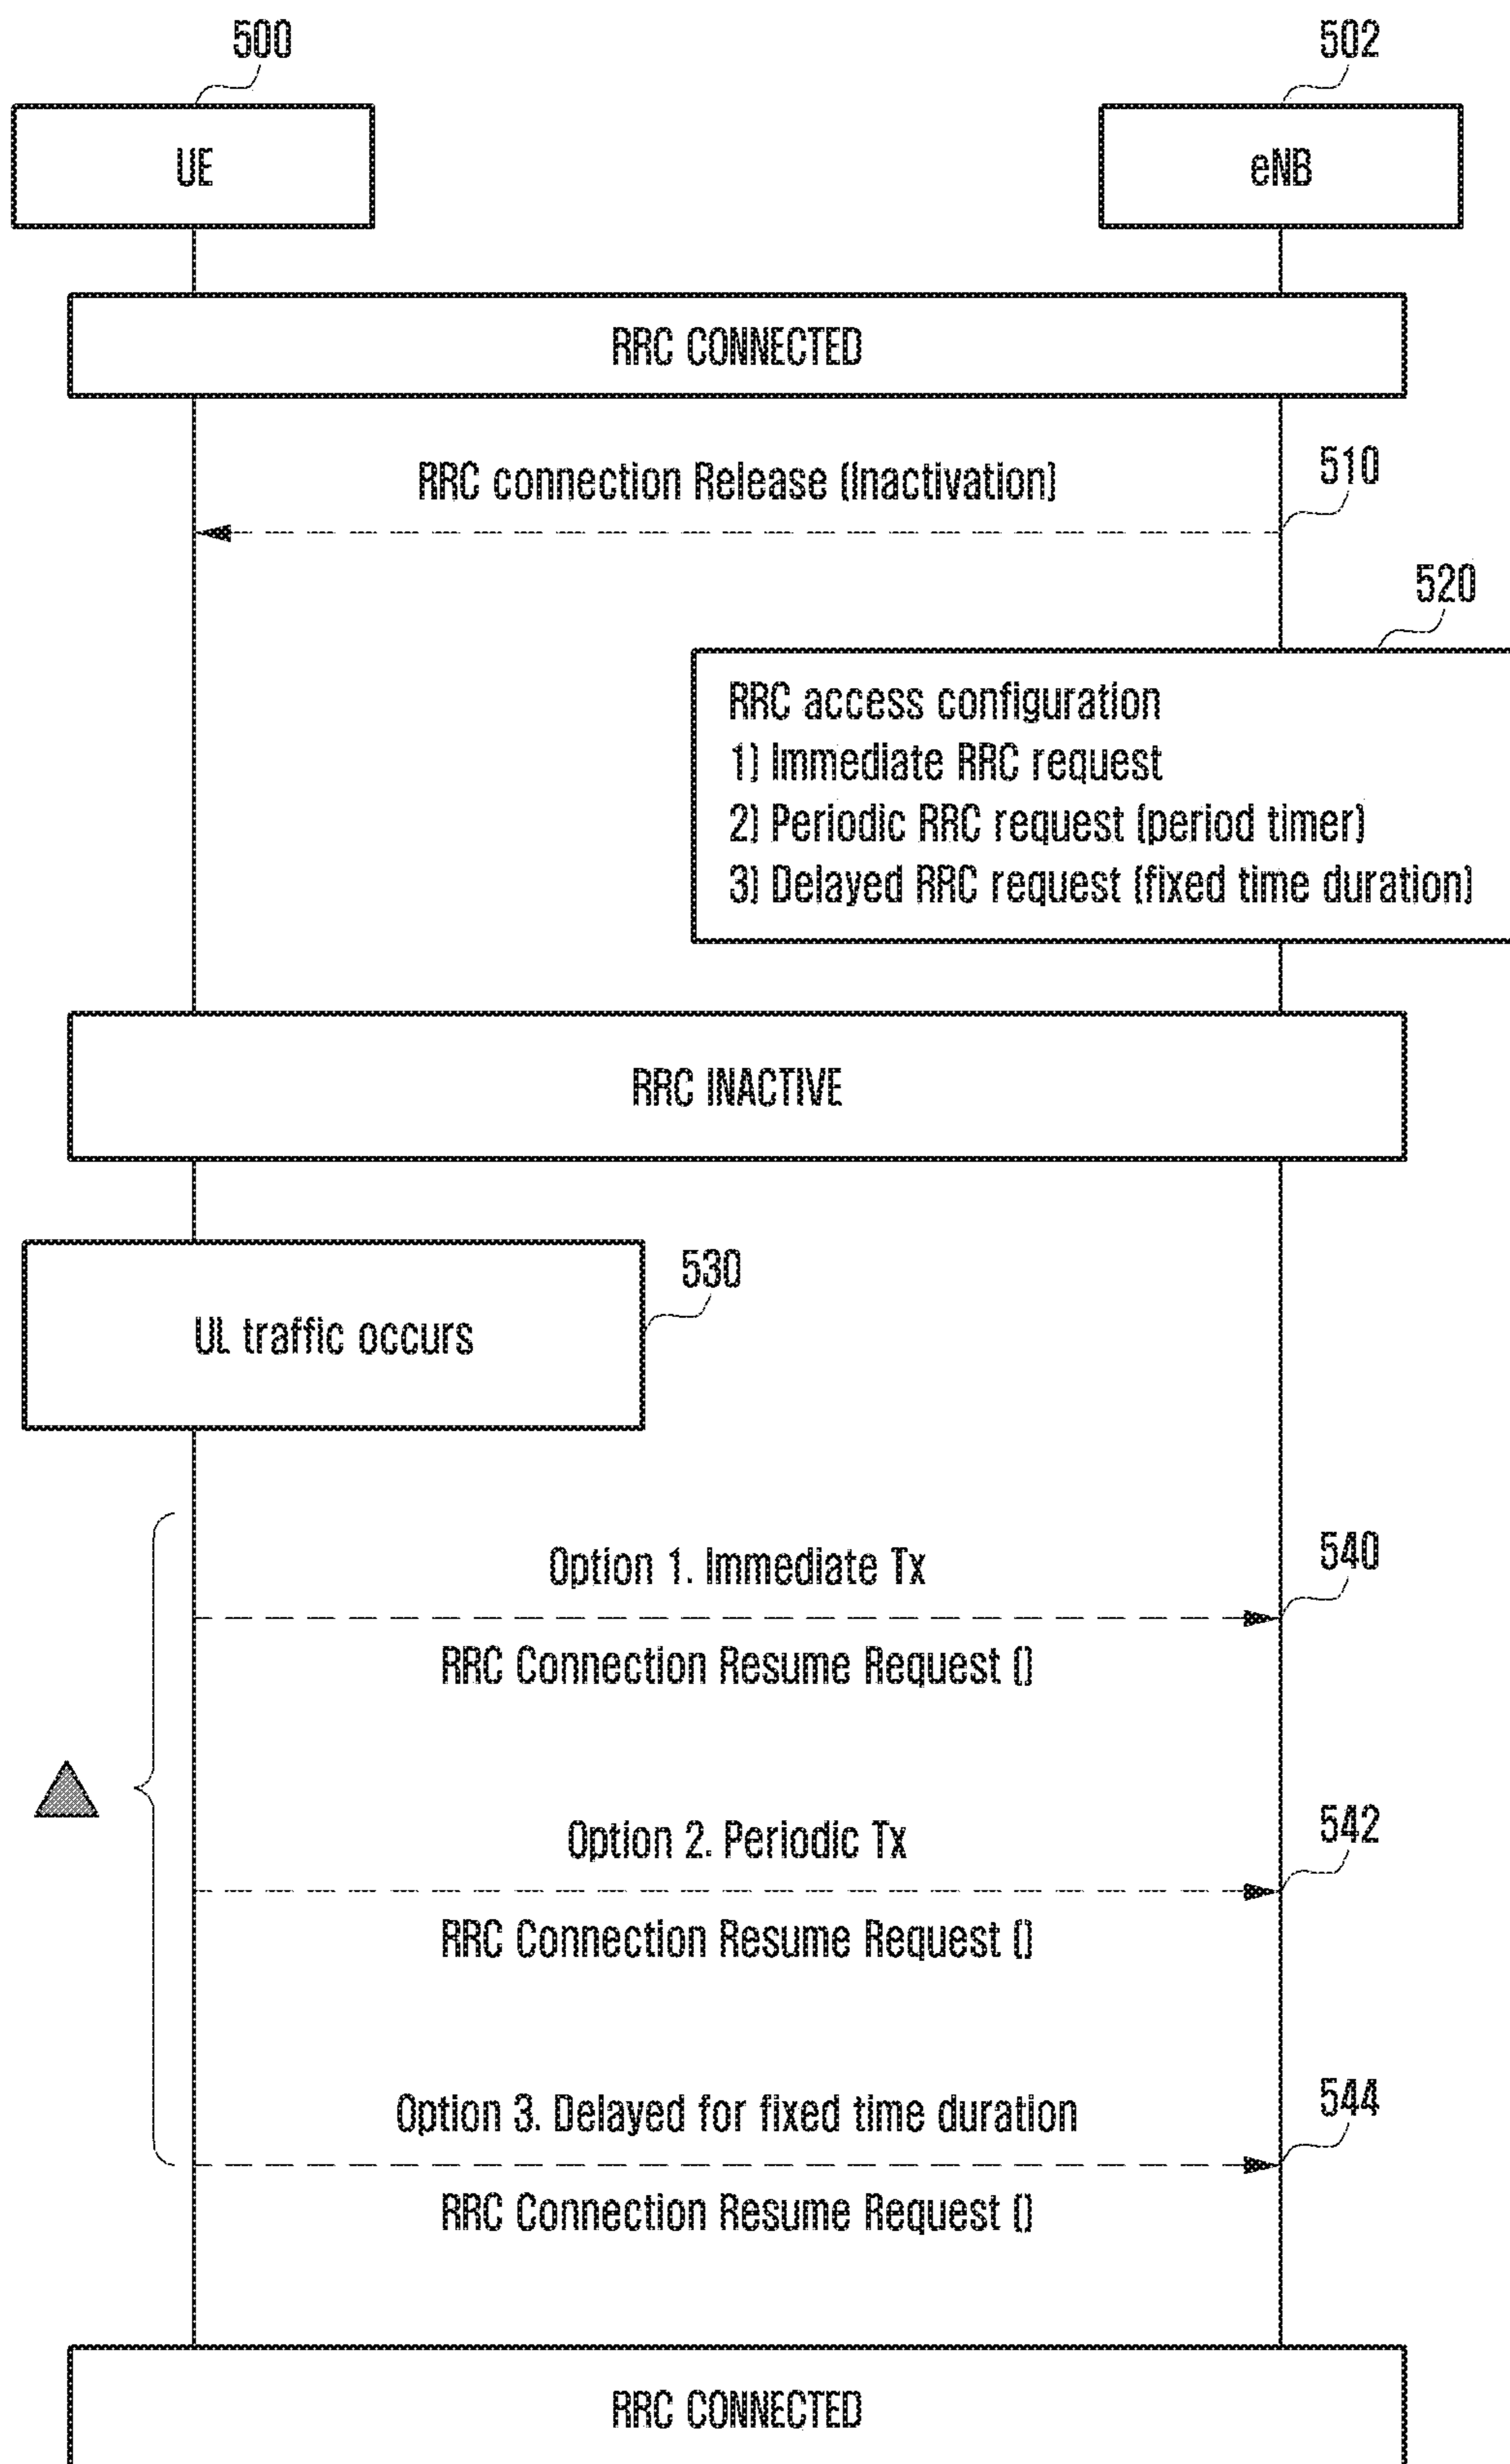 500
502
UE
eNB
RRC CONNECTED
RRC connection Release (Inactivation)
510
520
RRC access configuration
1) Immediate RRC request
2) Periodic RRC request (period timer)
3) Delayed RRC request (fixed time duration)
RRC INACTIVE
530
UL traffic occurs
Option 1. Immediate Tx
540
RRC Connection Resume Request ()
Option 2. Periodic Tx
542
RRC Connection Resume Request ()
Option 3. Delayed for fixed time duration
544
RRC Connection Resume Request ()
RRC CONNECTED